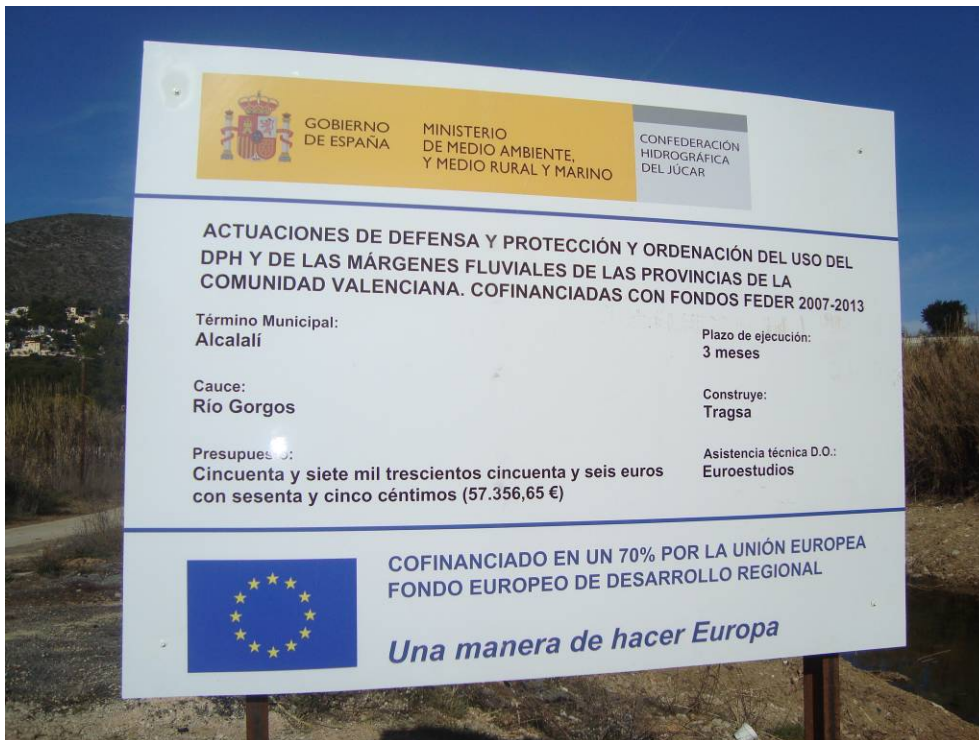 GOBIERNO
DE ESPAÑA
MINISTERIO
DE MEDIO AMBIENTE,
Y MEDIO RURAL Y MARINO
CONFEDERACIÓN
HIDROGRÁFICA
DEL JÚCAR
ACTUACIONES DE DEFENSA Y PROTECCIÓN Y ORDENACIÓN DEL USO DEL
DPH Y DE LAS MÁRGENES FLUVIALES DE LAS PROVINCIAS DE LA
COMUNIDAD VALENCIANA. COFINANCIADAS CON FONDOS FEDER 2007-2013
Término Municipal:
Alcalalí
Plazo de ejecución:
3 meses
Cauce:
Río Gorgos
Construye:
Tragsa
Presupuesto:
Cincuenta y siete mil trescientos cincuenta y seis euros
con sesenta y cinco céntimos (57.356,65 €)
Asistencia técnica D.O.:
Euroestudios
COFINANCIADO EN UN 70% POR LA UNIÓN EUROPEA
FONDO EUROPEO DE DESARROLLO REGIONAL
Una manera de hacer Europa